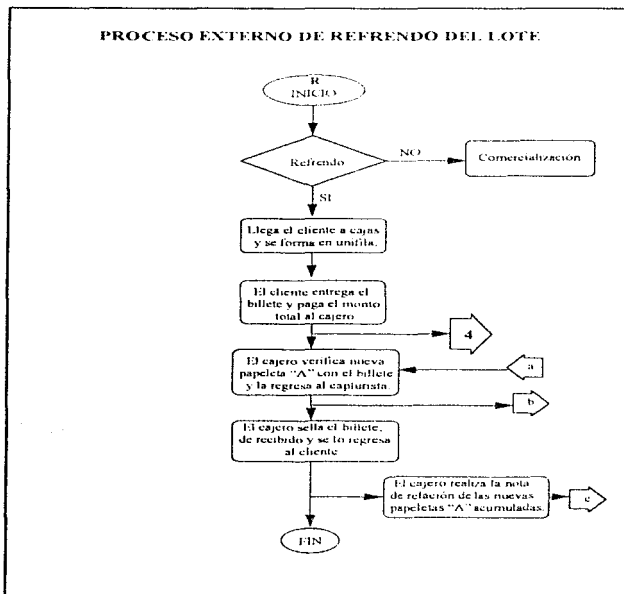 PROCESO EXTERNO DE REFRENDO DEL LOTE
R
INICIO
Refrendo
NO
Comercialización
SI
Llega el cliente a cajas
y se forma en unifila.
El cliente entrega el
billete y paga el monto
total al cajero
4
El cajero verifica nueva
papeleta "A" con el billete
y la regresa al capturista.
a
b
El cajero sella el billete,
de recibido y se lo regresa
al cliente
El cajero realiza la nota
de relación de las nuevas
papeletas "A" acumuladas.
c
FIN